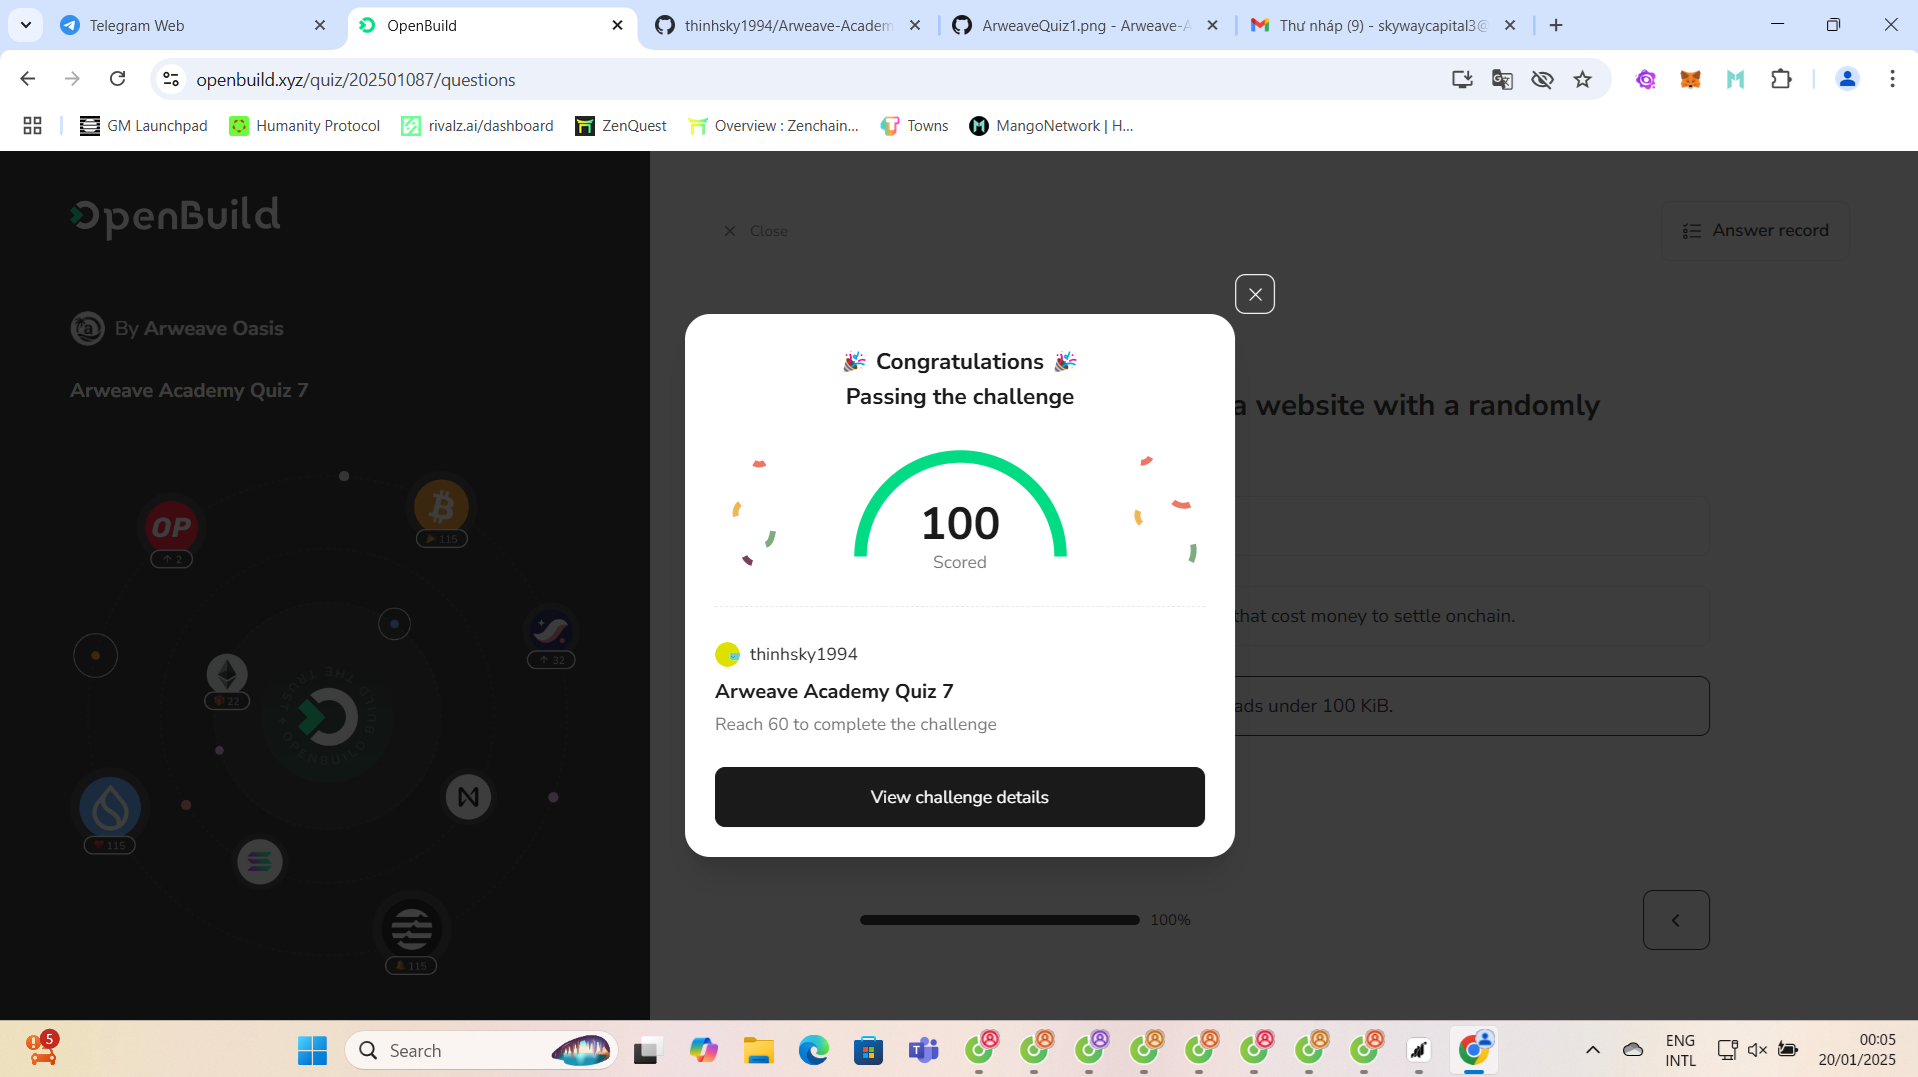 Telegram Web
OpenBuild
thinhsky1994/Arweave-Academ
ArweaveQuiz1.png - Arweave-A
Thư nháp (9) - skywaycapital3@
openbuild.xyz/quiz/202501087/questions
GM Launchpad
Humanity Protocol
rivalz.ai/dashboard
ZenQuest
Overview : Zenchain...
Towns
MangoNetwork | H...
OpenBuild
By Arweave Oasis
Arweave Academy Quiz 7
OP
2
115
32
22
115
115
Close
Answer record
a website with a randomly
that cost money to settle onchain.
ads under 100 KiB.
100%
Congratulations
Passing the challenge
100
Scored
thinhsky1994
Arweave Academy Quiz 7
Reach 60 to complete the challenge
View challenge details
5
Search
ENG
INTL
00:05
20/01/2025